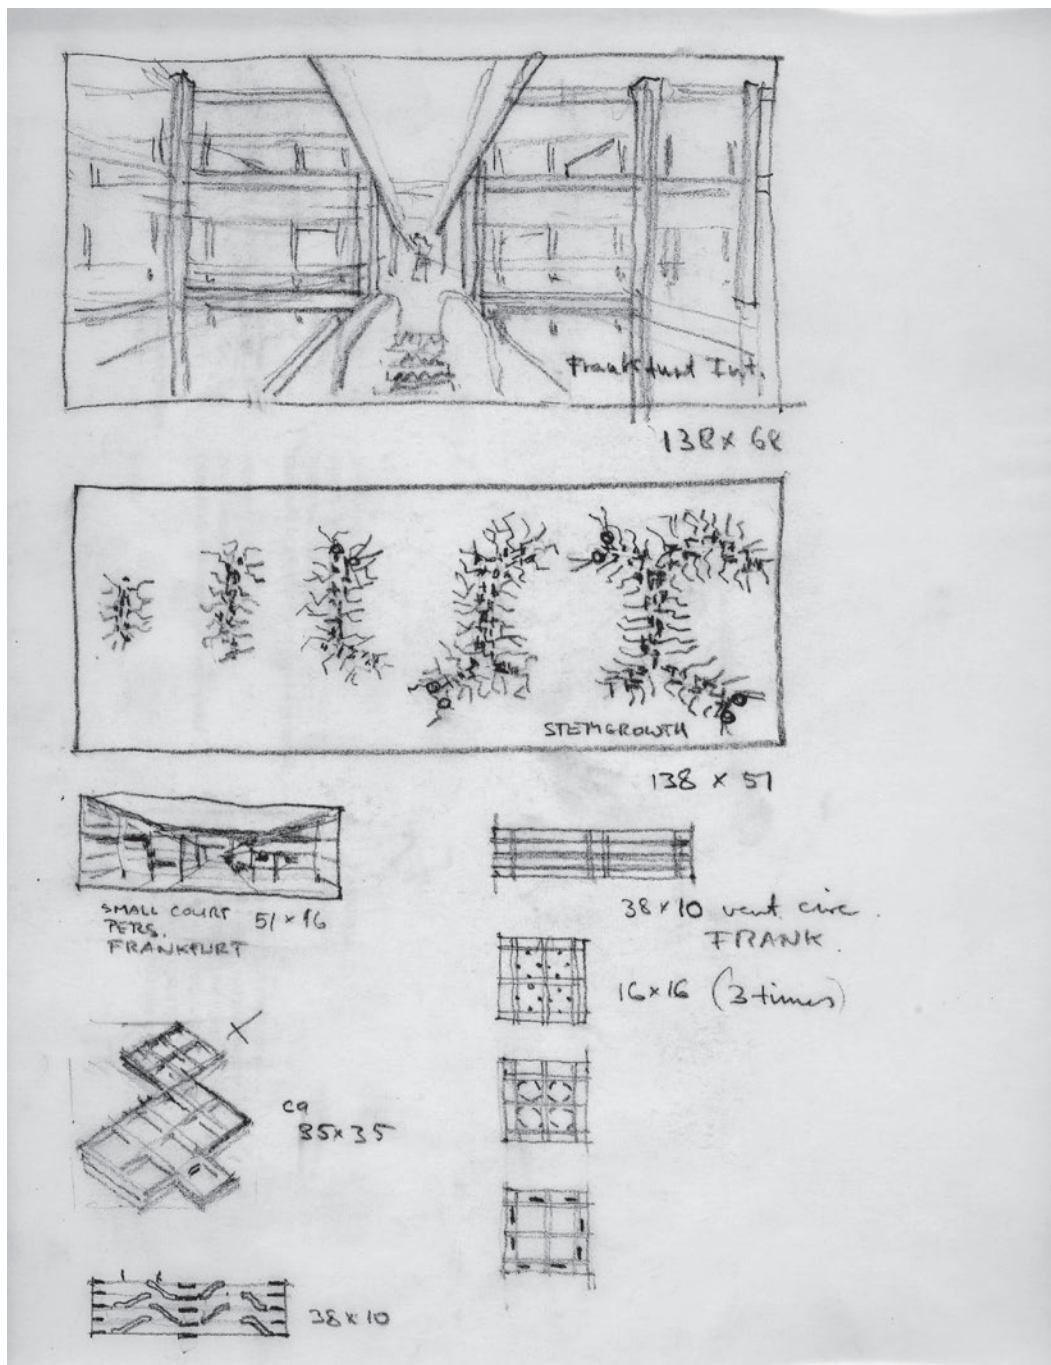 Frankfurt Int.
138 x 68
STEMGROWTH
138 x 51
SMALL COURT
PERS.
FRANKFURT
51 x 16
38 x 10 vent. circ.
FRANK.
16 x 16 (3 times)
ca
35 x 35
38 x 10